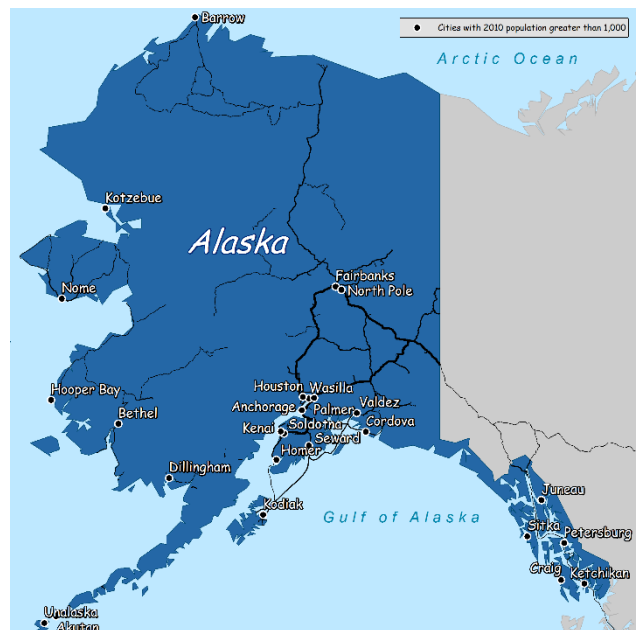 Barrow
Cities with 2010 population greater than 1,000
Arctic Ocean
Kotzebue
Alaska
Fairbanks
North Pole
Nome
Hooper Bay
Houston
Wasilla
Anchorage
Palmer
Valdez
Bethel
Kenai
Soldotna
Cordova
Seward
Homer
Dillingham
Juneau
Kodiak
Gulf of Alaska
Sitka
Petersburg
Craig
Ketchikan
Unalaska
Akutan